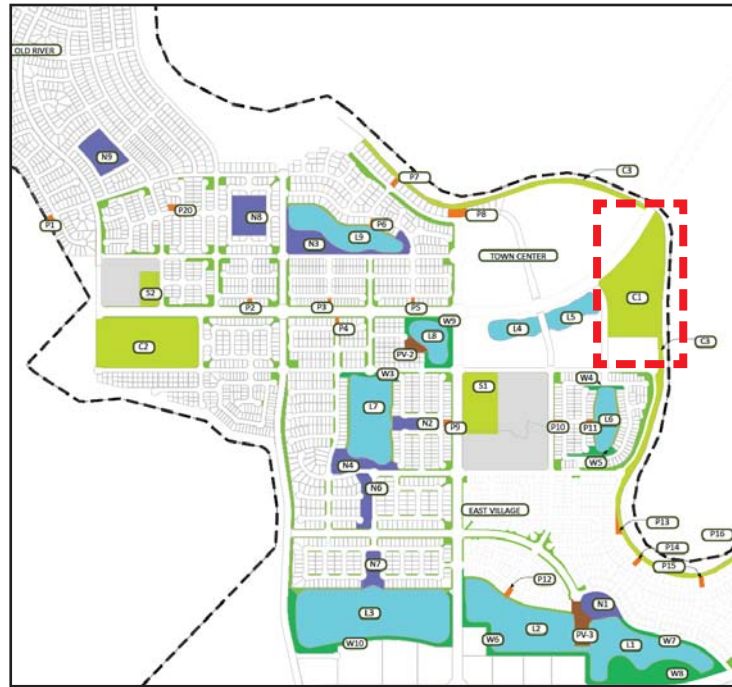 OLD RIVER
P7
C3
N9
P8
P20
N8
P6
P1
L9
N3
TOWN CENTER
S2
C1
P2
P3
P5
W9
L5
P4
L4
L8
C2
C3
PV-2
W3
S1
W4
L7
L6
N2
P9
P10
P11
N4
W5
N6
EAST VILLAGE
P13
P16
P14
N7
P15
P12
N1
L3
L2
PV-3
W6
W7
W10
L1
W8